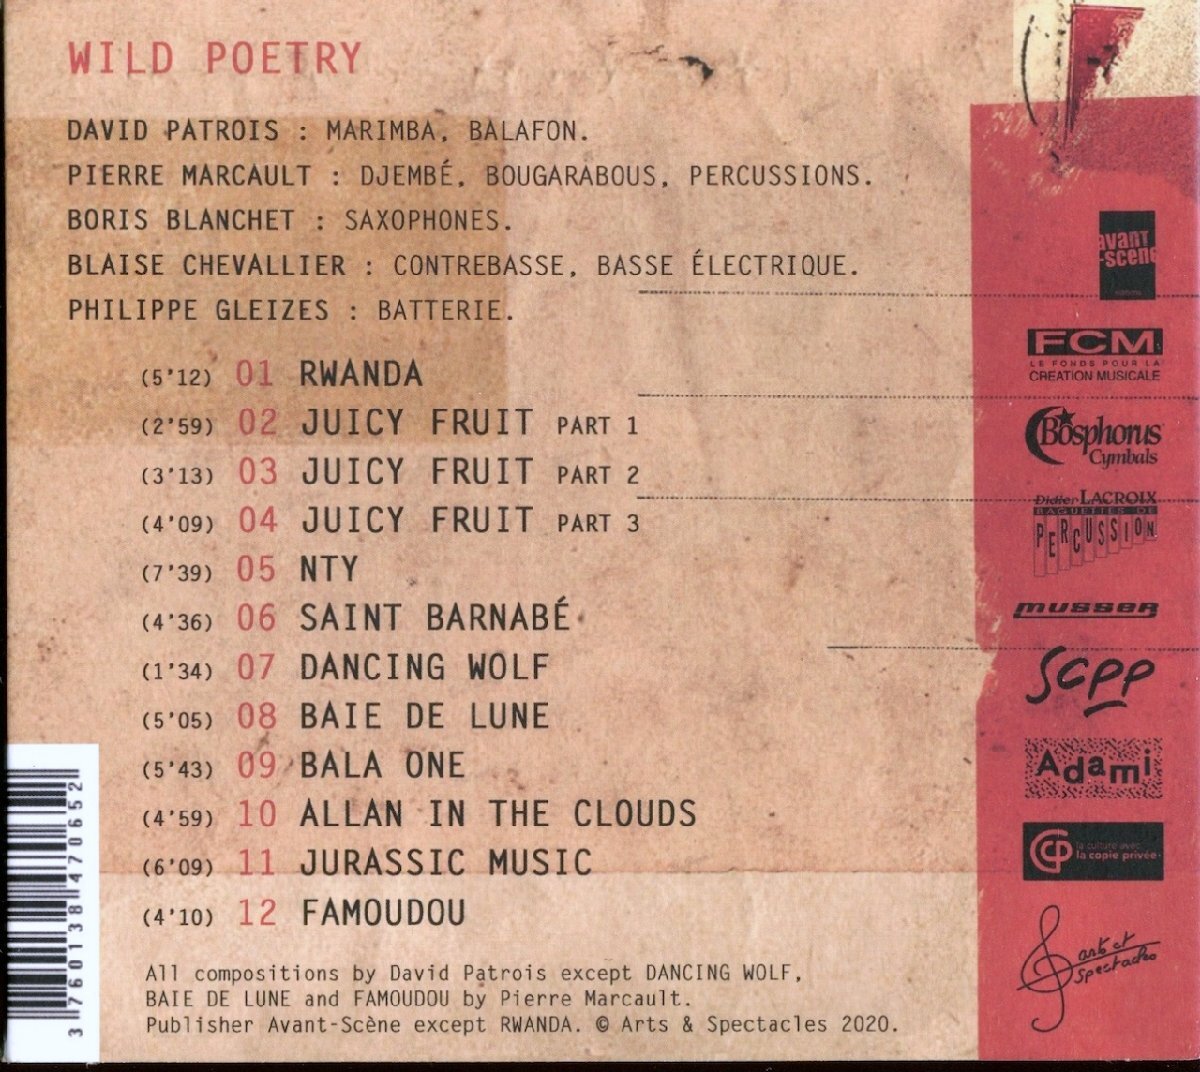 WILD POETRY
DAVID PATROIS : MARIMBA, BALAFON.
PIERRE MARCAULT : DJEMBÉ, BOUGARABOUS, PERCUSSIONS.
BORIS BLANCHET : SAXOPHONES.
BLAISE CHEVALLIER : CONTREBASSE, BASSE ÉLECTRIQUE.
PHILIPPE GLEIZES : BATTERIE.
(5'12) 01 RWANDA
(2'59) 02 JUICY FRUIT PART 1
(3'13) 03 JUICY FRUIT PART 2
(4'09) 04 JUICY FRUIT PART 3
(7'39) 05 NTY
(4'36) 06 SAINT BARNABÉ
(1'34) 07 DANCING WOLF
(5'05) 08 BAIE DE LUNE
(5'43) 09 BALA ONE
(4'59) 10 ALLAN IN THE CLOUDS
(6'09) 11 JURASSIC MUSIC
(4'10) 12 FAMOUDOU
All compositions by David Patrois except DANCING WOLF,
BAIE DE LUNE and FAMOUDOU by Pierre Marcault.
Publisher Avant-Scène except RWANDA. © Arts & Spectacles 2020.
3 760138 470652
avant
-scène
FCM
LE FONDS POUR LA
CREATION MUSICALE
Bosphorus
Cymbals
Didier LACROIX
BAGUETTES DE
PERCUSSION
musser
scpp
Adami
la culture avec
la copie privée
arts et
spectacles